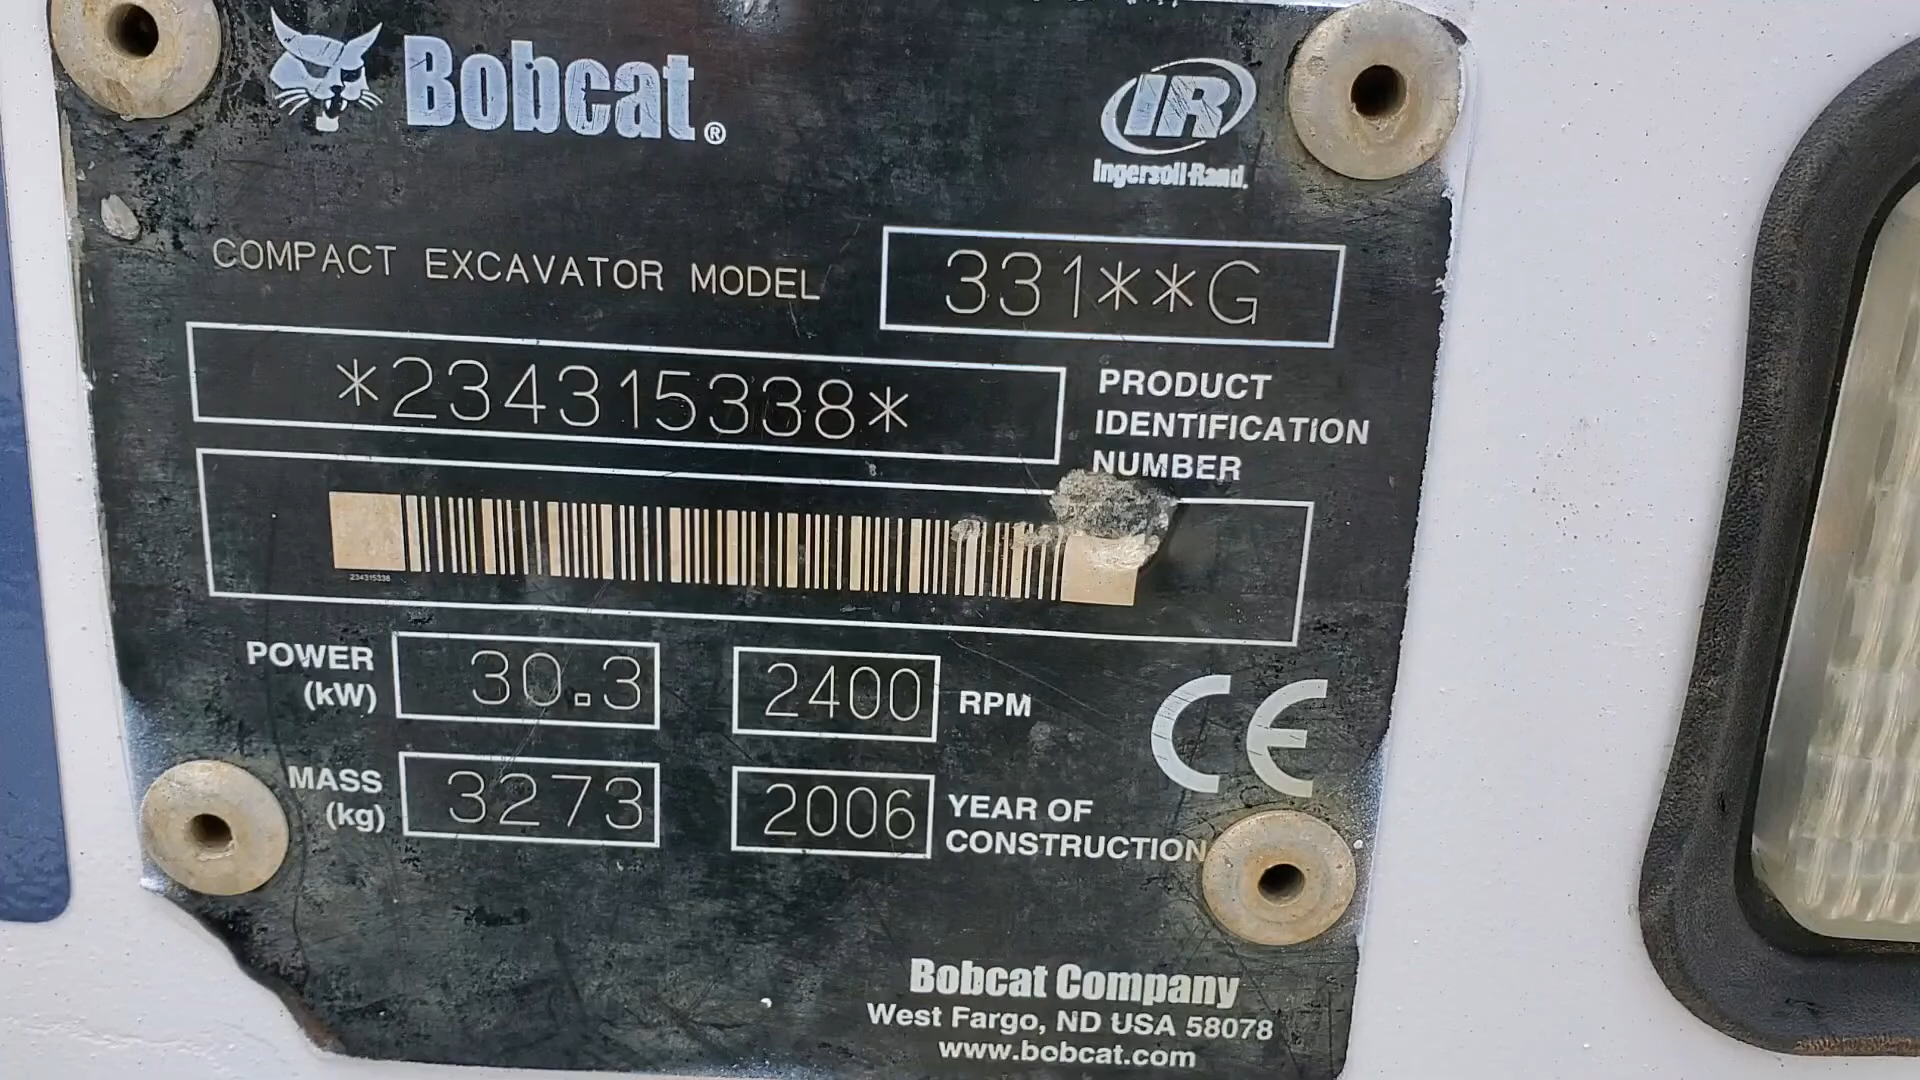 Bobcat®
IR
Ingersoll-Rand.
COMPACT EXCAVATOR MODEL 331**G
*234315338*
PRODUCT
IDENTIFICATION
NUMBER
234315338
POWER
(kW)
30.3
2400 RPM
MASS
(kg)
3273
2006
YEAR OF
CONSTRUCTION
CE
Bobcat Company
West Fargo, ND USA 58078
www.bobcat.com